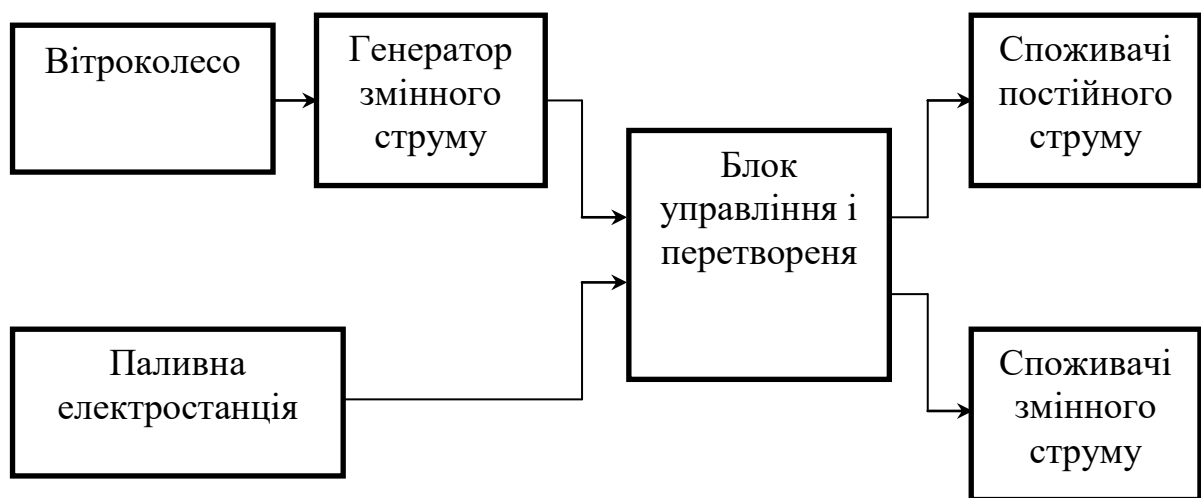 Вітроколесо
Генератор
змінного
струму
Споживачі
постійного
струму
Блок
управління і
перетвореня
Паливна
електростанція
Споживачі
змінного
струму